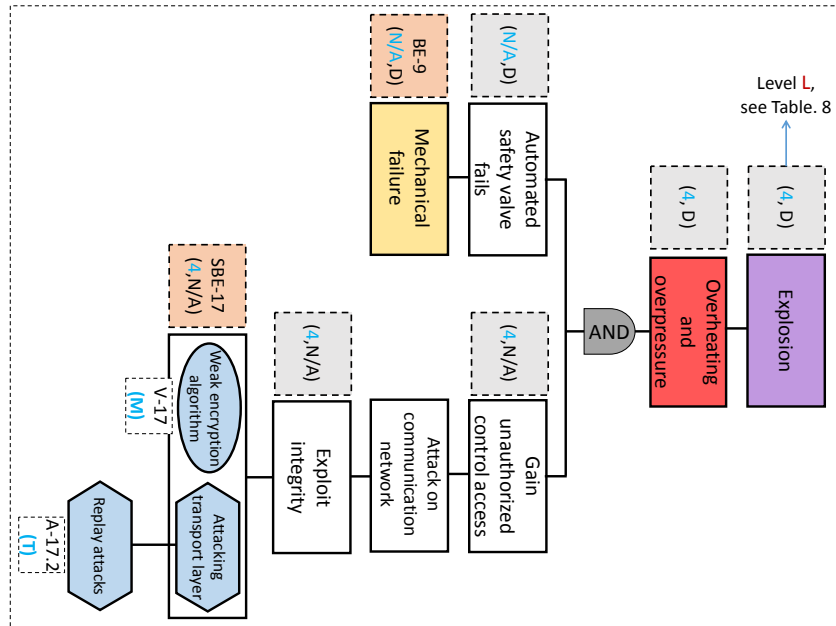 Level L,
see Table. 8
(4, D)
Explosion
(4, D)
Overheating
and
overpressure
AND
(N/A,D)
Automated
safety valve
fails
BE-9
(N/A,D)
Mechanical
failure
(4,N/A)
Gain
unauthorized
control access
Attack on
communication
network
(4,N/A)
Exploit
integrity
SBE-17
(4,N/A)
Weak encryption
algorithm
V-17
(M)
Attacking
transport layer
Replay attacks
A-17.2
(T)